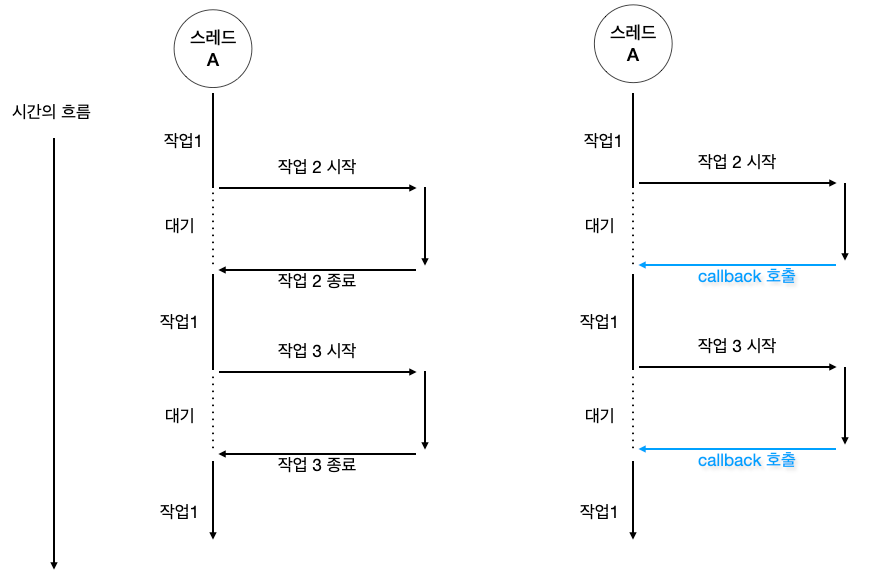 시간의 흐름
스레드
A
작업1
작업 2 시작
대기
작업 2 종료
작업1
작업 3 시작
대기
작업 3 종료
작업1
스레드
A
작업1
작업 2 시작
대기
callback 호출
작업1
작업 3 시작
대기
callback 호출
작업1